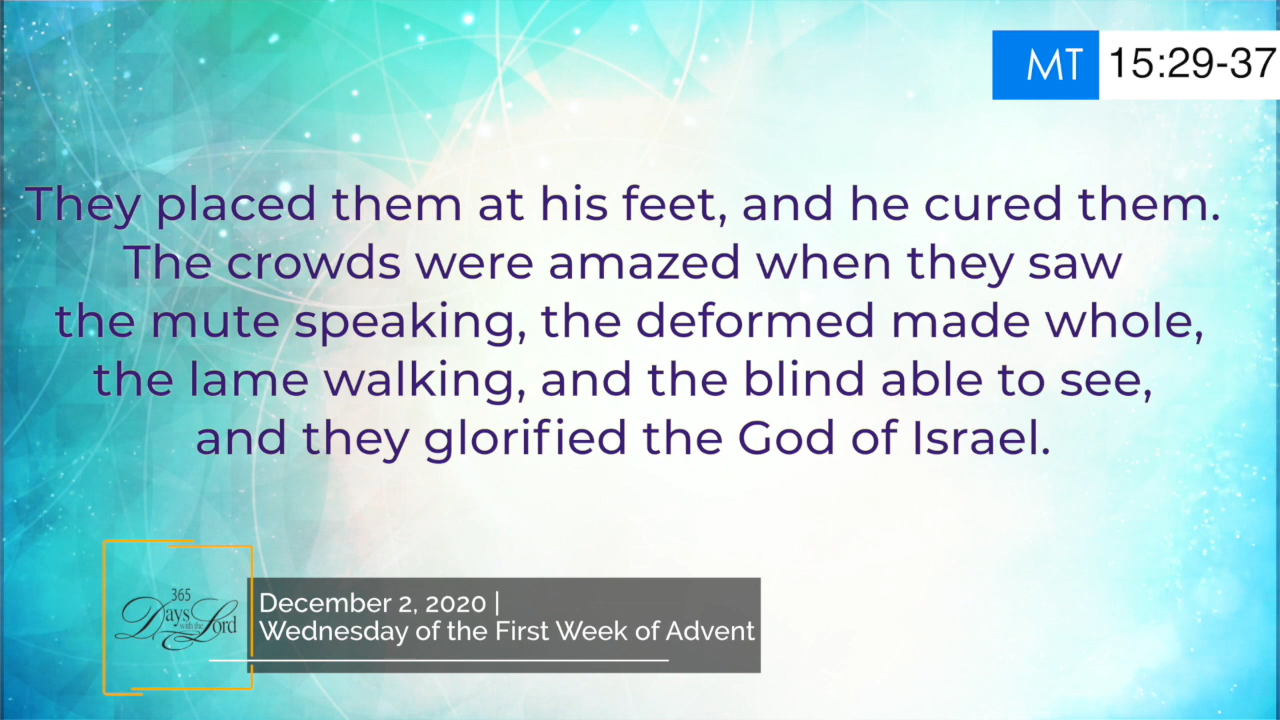 MT 15:29-37
They placed them at his feet, and he cured them.
The crowds were amazed when they saw
the mute speaking, the deformed made whole,
the lame walking, and the blind able to see,
and they glorified the God of Israel.
365
Days with the Lord
December 2, 2020 |
Wednesday of the First Week of Advent